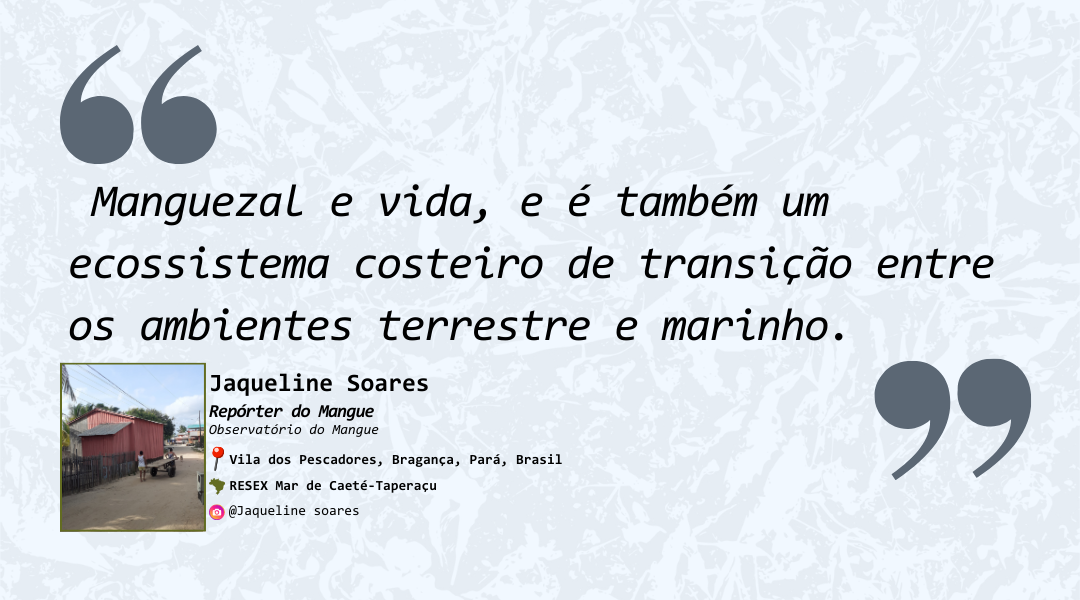 “
Manguezal e vida, e é também um
ecossistema costeiro de transição entre
os ambientes terrestre e marinho.
”
Jaqueline Soares
Repórter do Mangue
Observatório do Mangue
Vila dos Pescadores, Bragança, Pará, Brasil
RESEX Mar de Caeté-Taperaçu
@Jaqueline soares